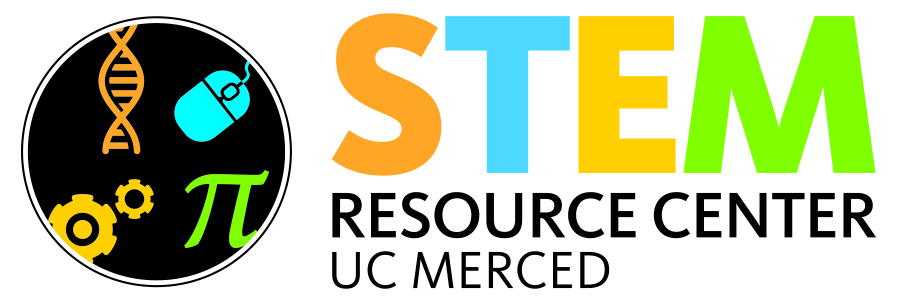 π
STEM
RESOURCE CENTER
UC MERCED